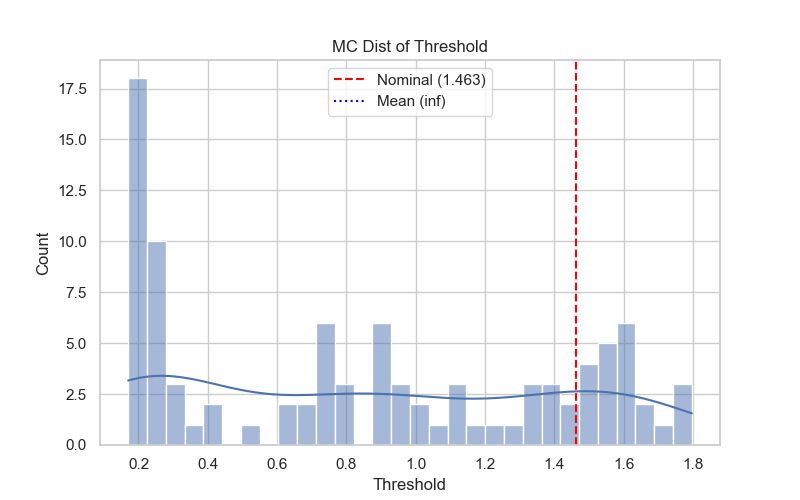 MC Dist of Threshold
Nominal (1.463)
Mean (inf)
17.5
15.0
12.5
10.0
7.5
5.0
2.5
0.0
Count
0.2 0.4 0.6 0.8 1.0 1.2 1.4 1.6 1.8
Threshold